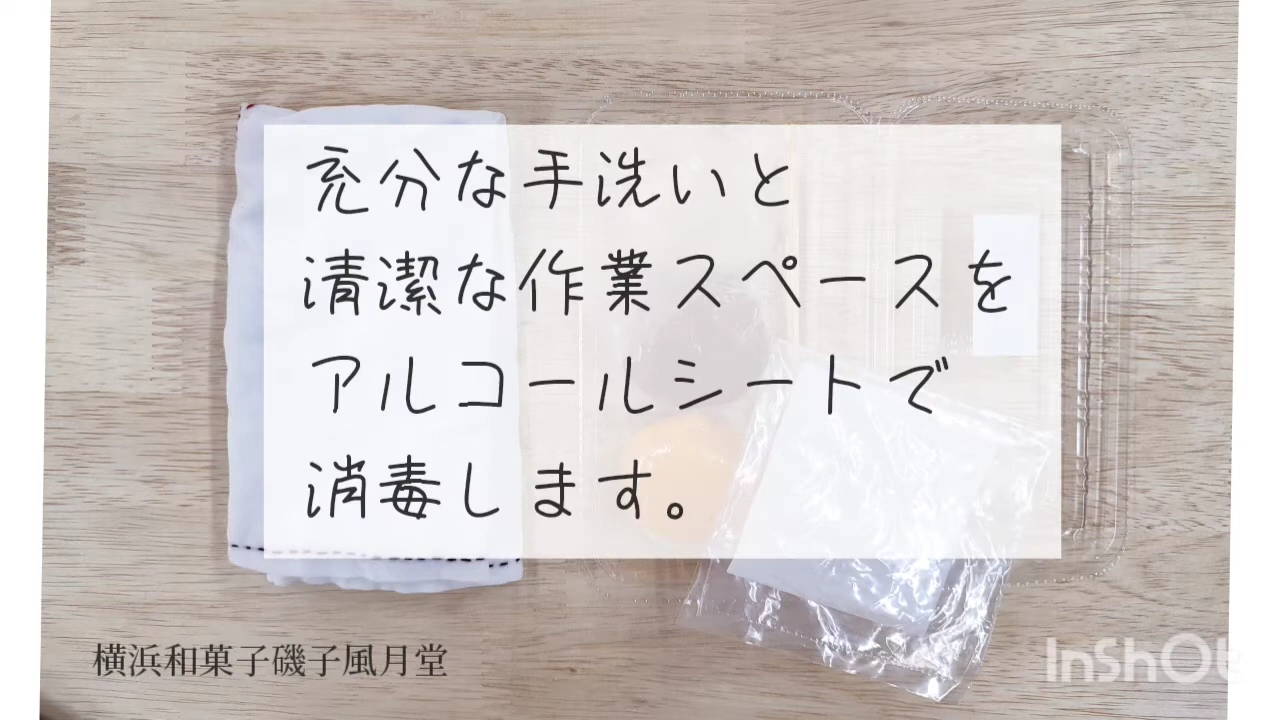 充分な手洗いと
清潔な作業スペースを
アルコールシートで
消毒します。
横浜和菓子磯子風月堂
InShOt